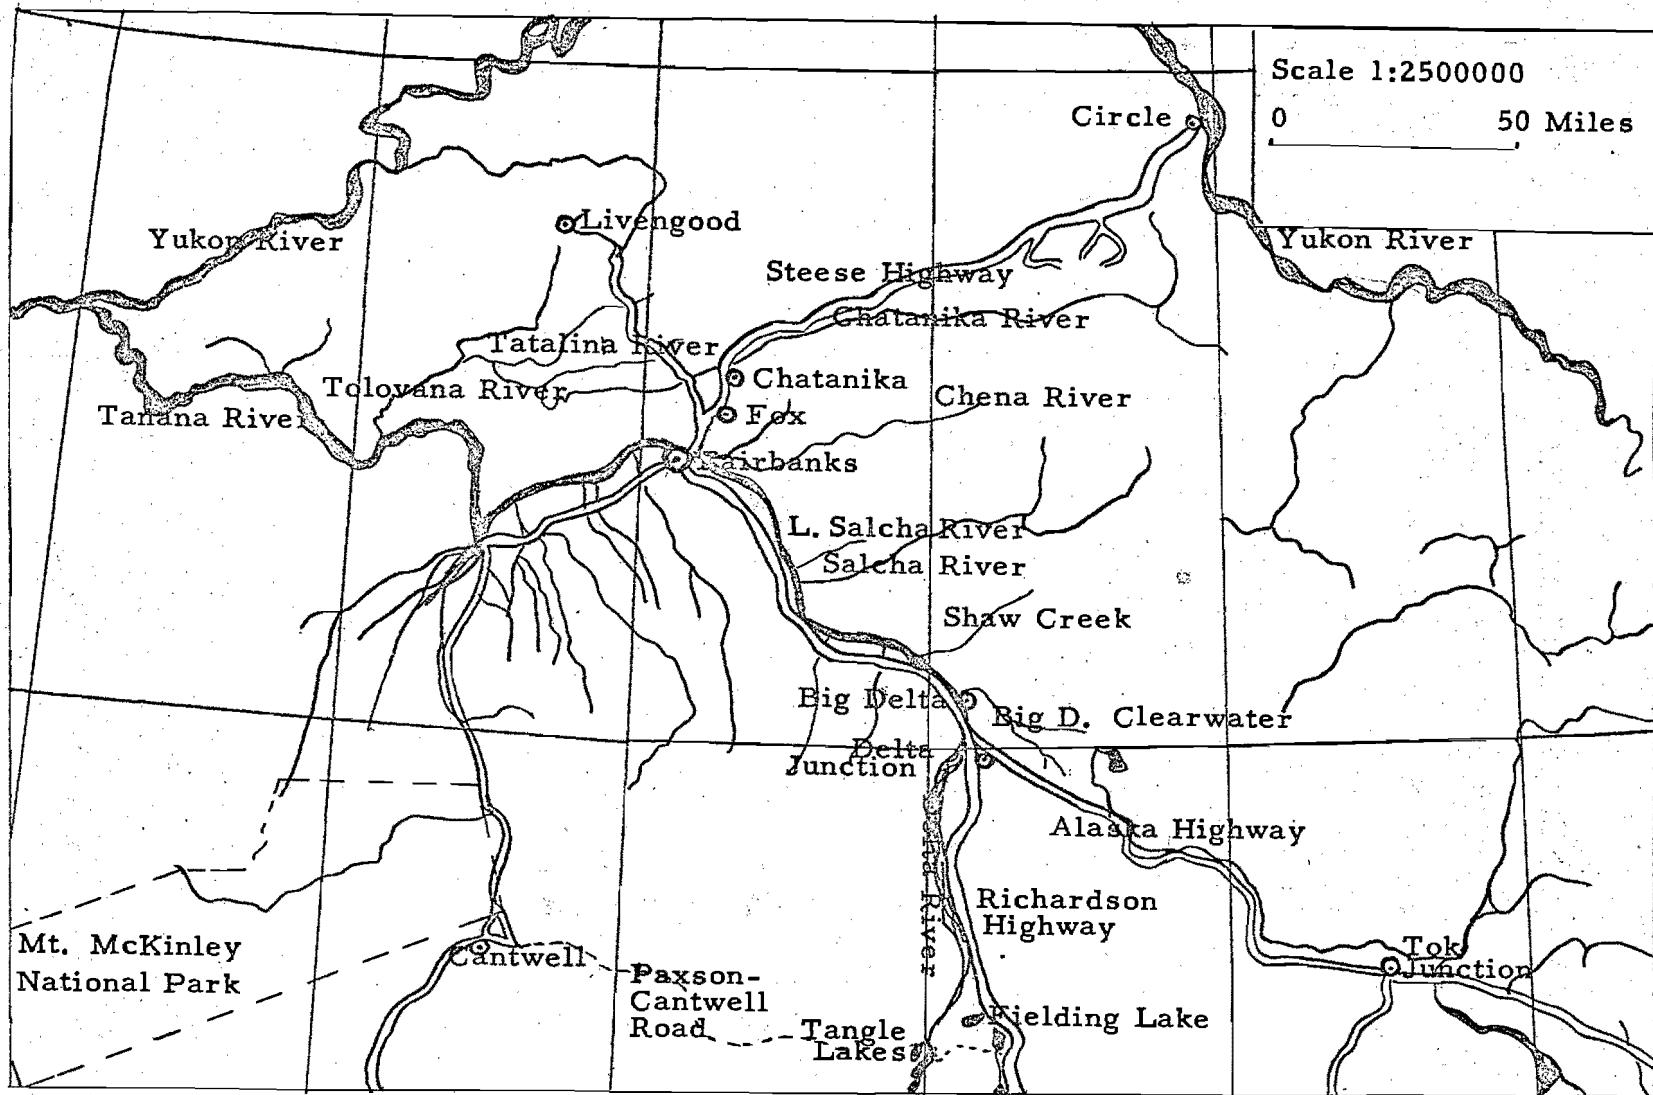 Scale 1:2500000
0 50 Miles
Circle
Livengood
Yukon River
Yukon River
Steese Highway
Chatanika River
Tatalina River
Chatanika
Tolovana River
Chena River
Tanana River
Fox
Fairbanks
L. Salcha River
Salcha River
Shaw Creek
Big Delta
Big D. Clearwater
Delta
Junction
Alaska Highway
Delta River
Richardson
Highway
Mt. McKinley
National Park
Cantwell
Tok
Junction
Paxson-
Cantwell
Road
Tangle
Lakes
Fielding Lake